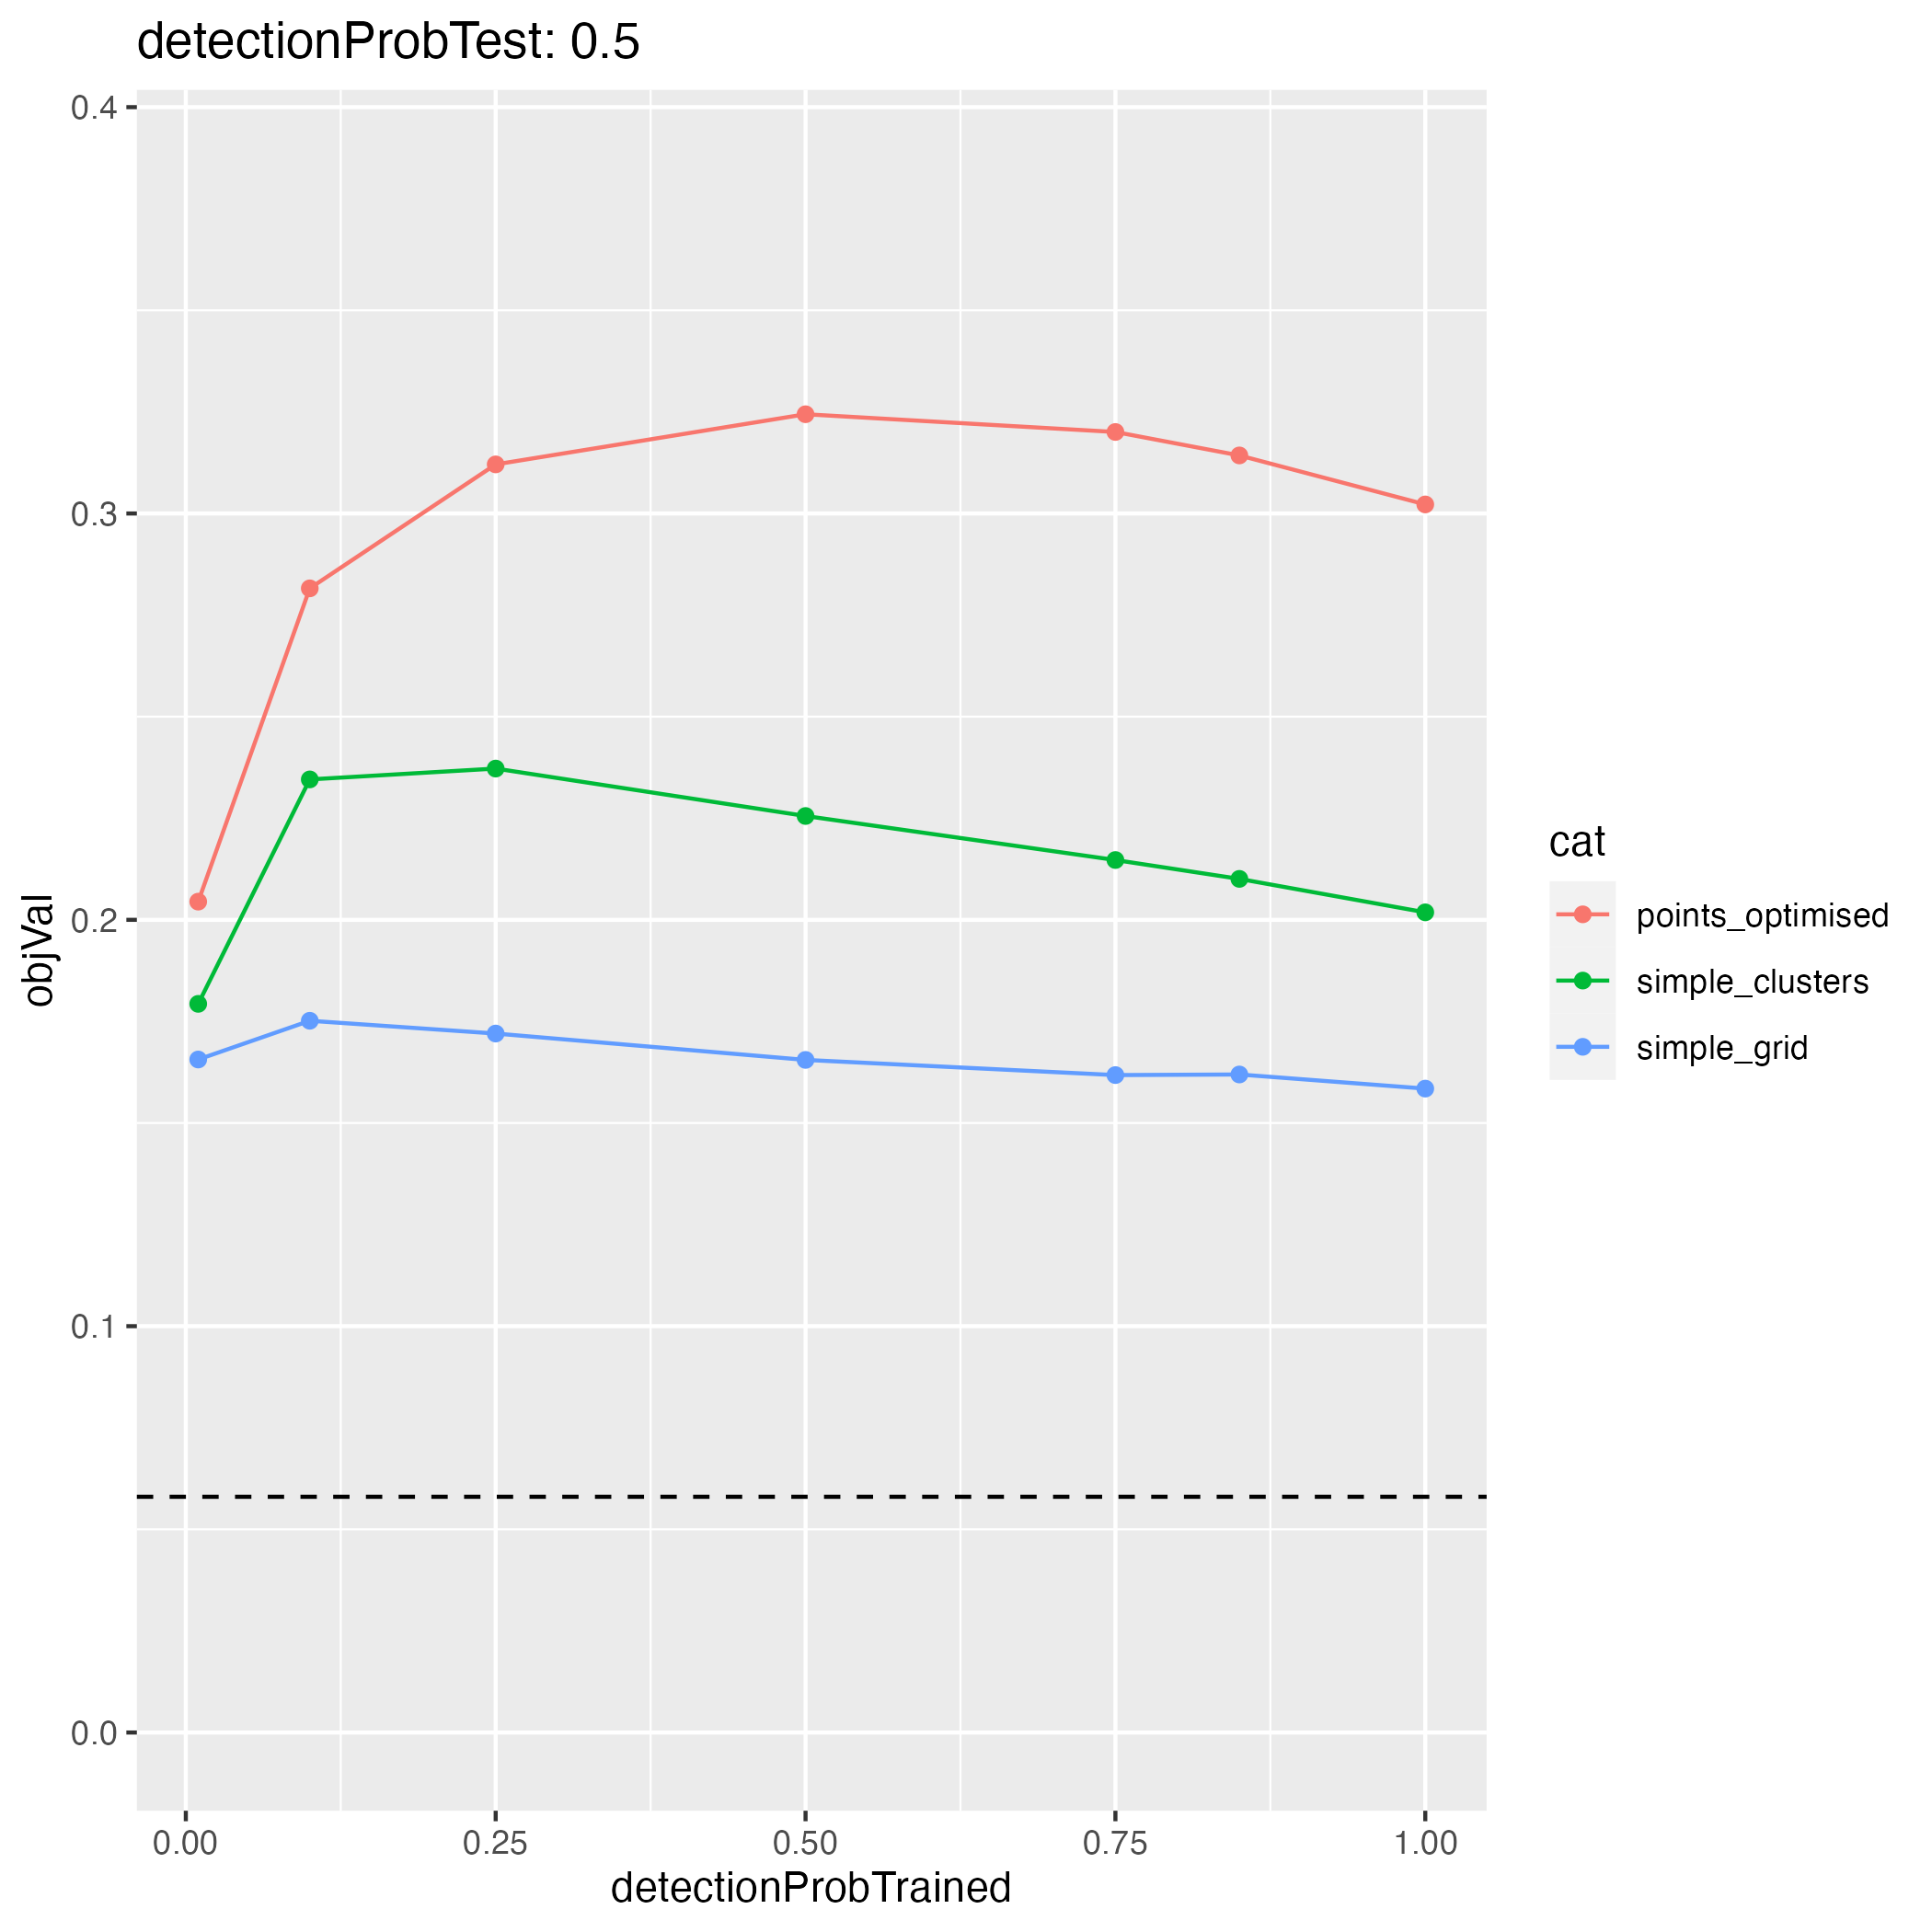 detectionProbTest: 0.5
0.4
0.3
0.2
0.1
0.0
objVal
0.00 0.25 0.50 0.75 1.00
detectionProbTrained
cat
points_optimised
simple_clusters
simple_grid